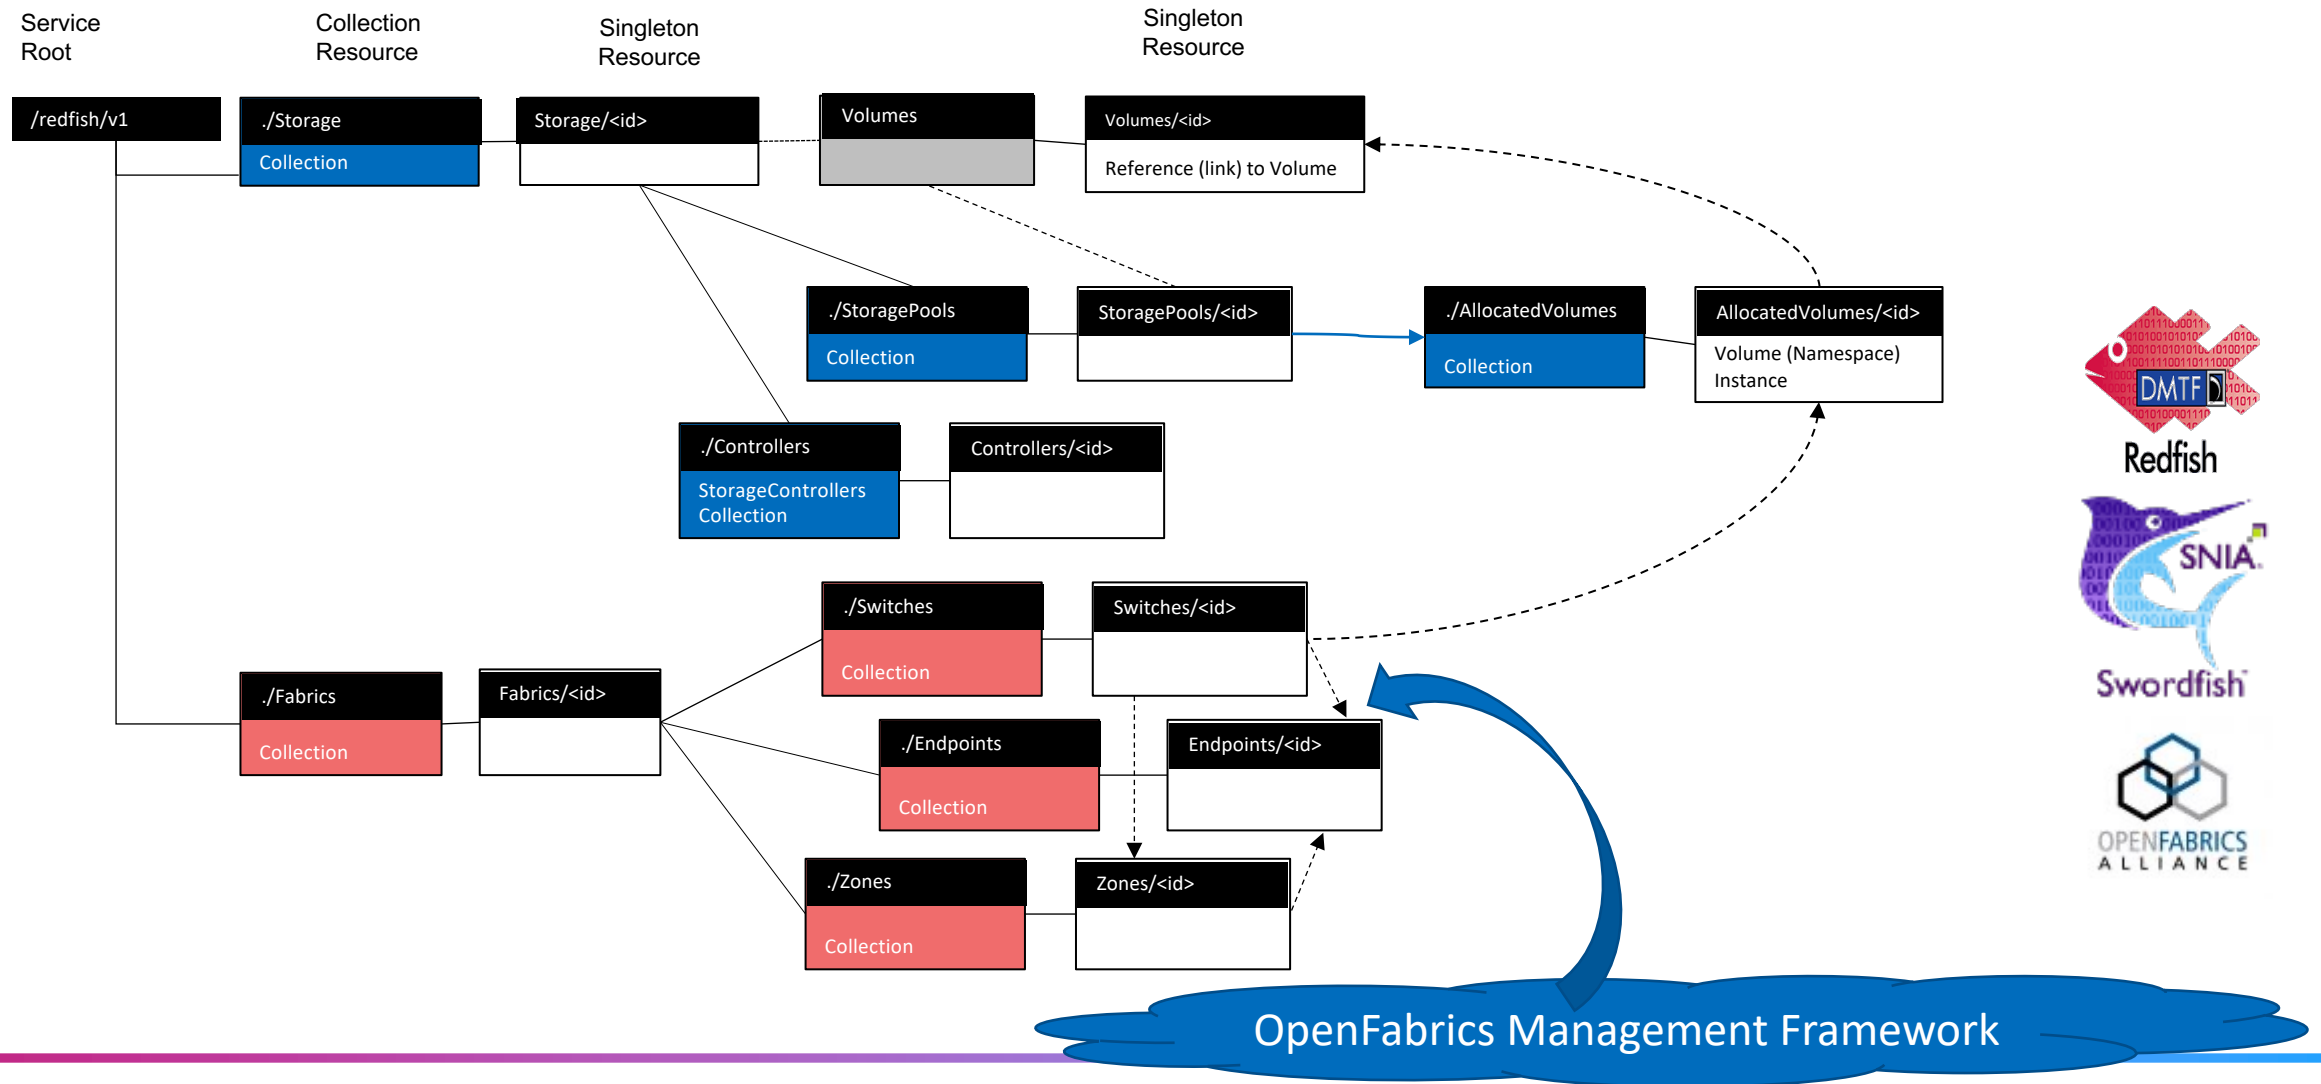 Service
Root
Collection
Resource
Singleton
Resource
Singleton
Resource
/redfish/v1
./Storage
Collection
Storage/<id>
Volumes
Volumes/<id>
Reference (link) to Volume
./StoragePools
Collection
StoragePools/<id>
./AllocatedVolumes
Collection
AllocatedVolumes/<id>
Volume (Namespace)
Instance
./Controllers
StorageControllers
Collection
Controllers/<id>
./Switches
Collection
Switches/<id>
./Fabrics
Collection
Fabrics/<id>
./Endpoints
Collection
Endpoints/<id>
./Zones
Collection
Zones/<id>
DMTF
Redfish
SNIA
Swordfish
OPENFABRICS
ALLIANCE
OpenFabrics Management Framework